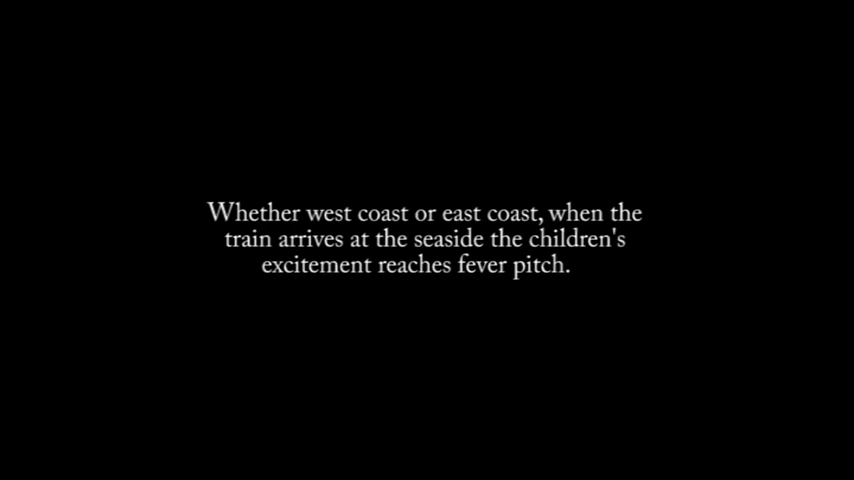 Whether west coast or east coast, when the
train arrives at the seaside the children's
excitement reaches fever pitch.